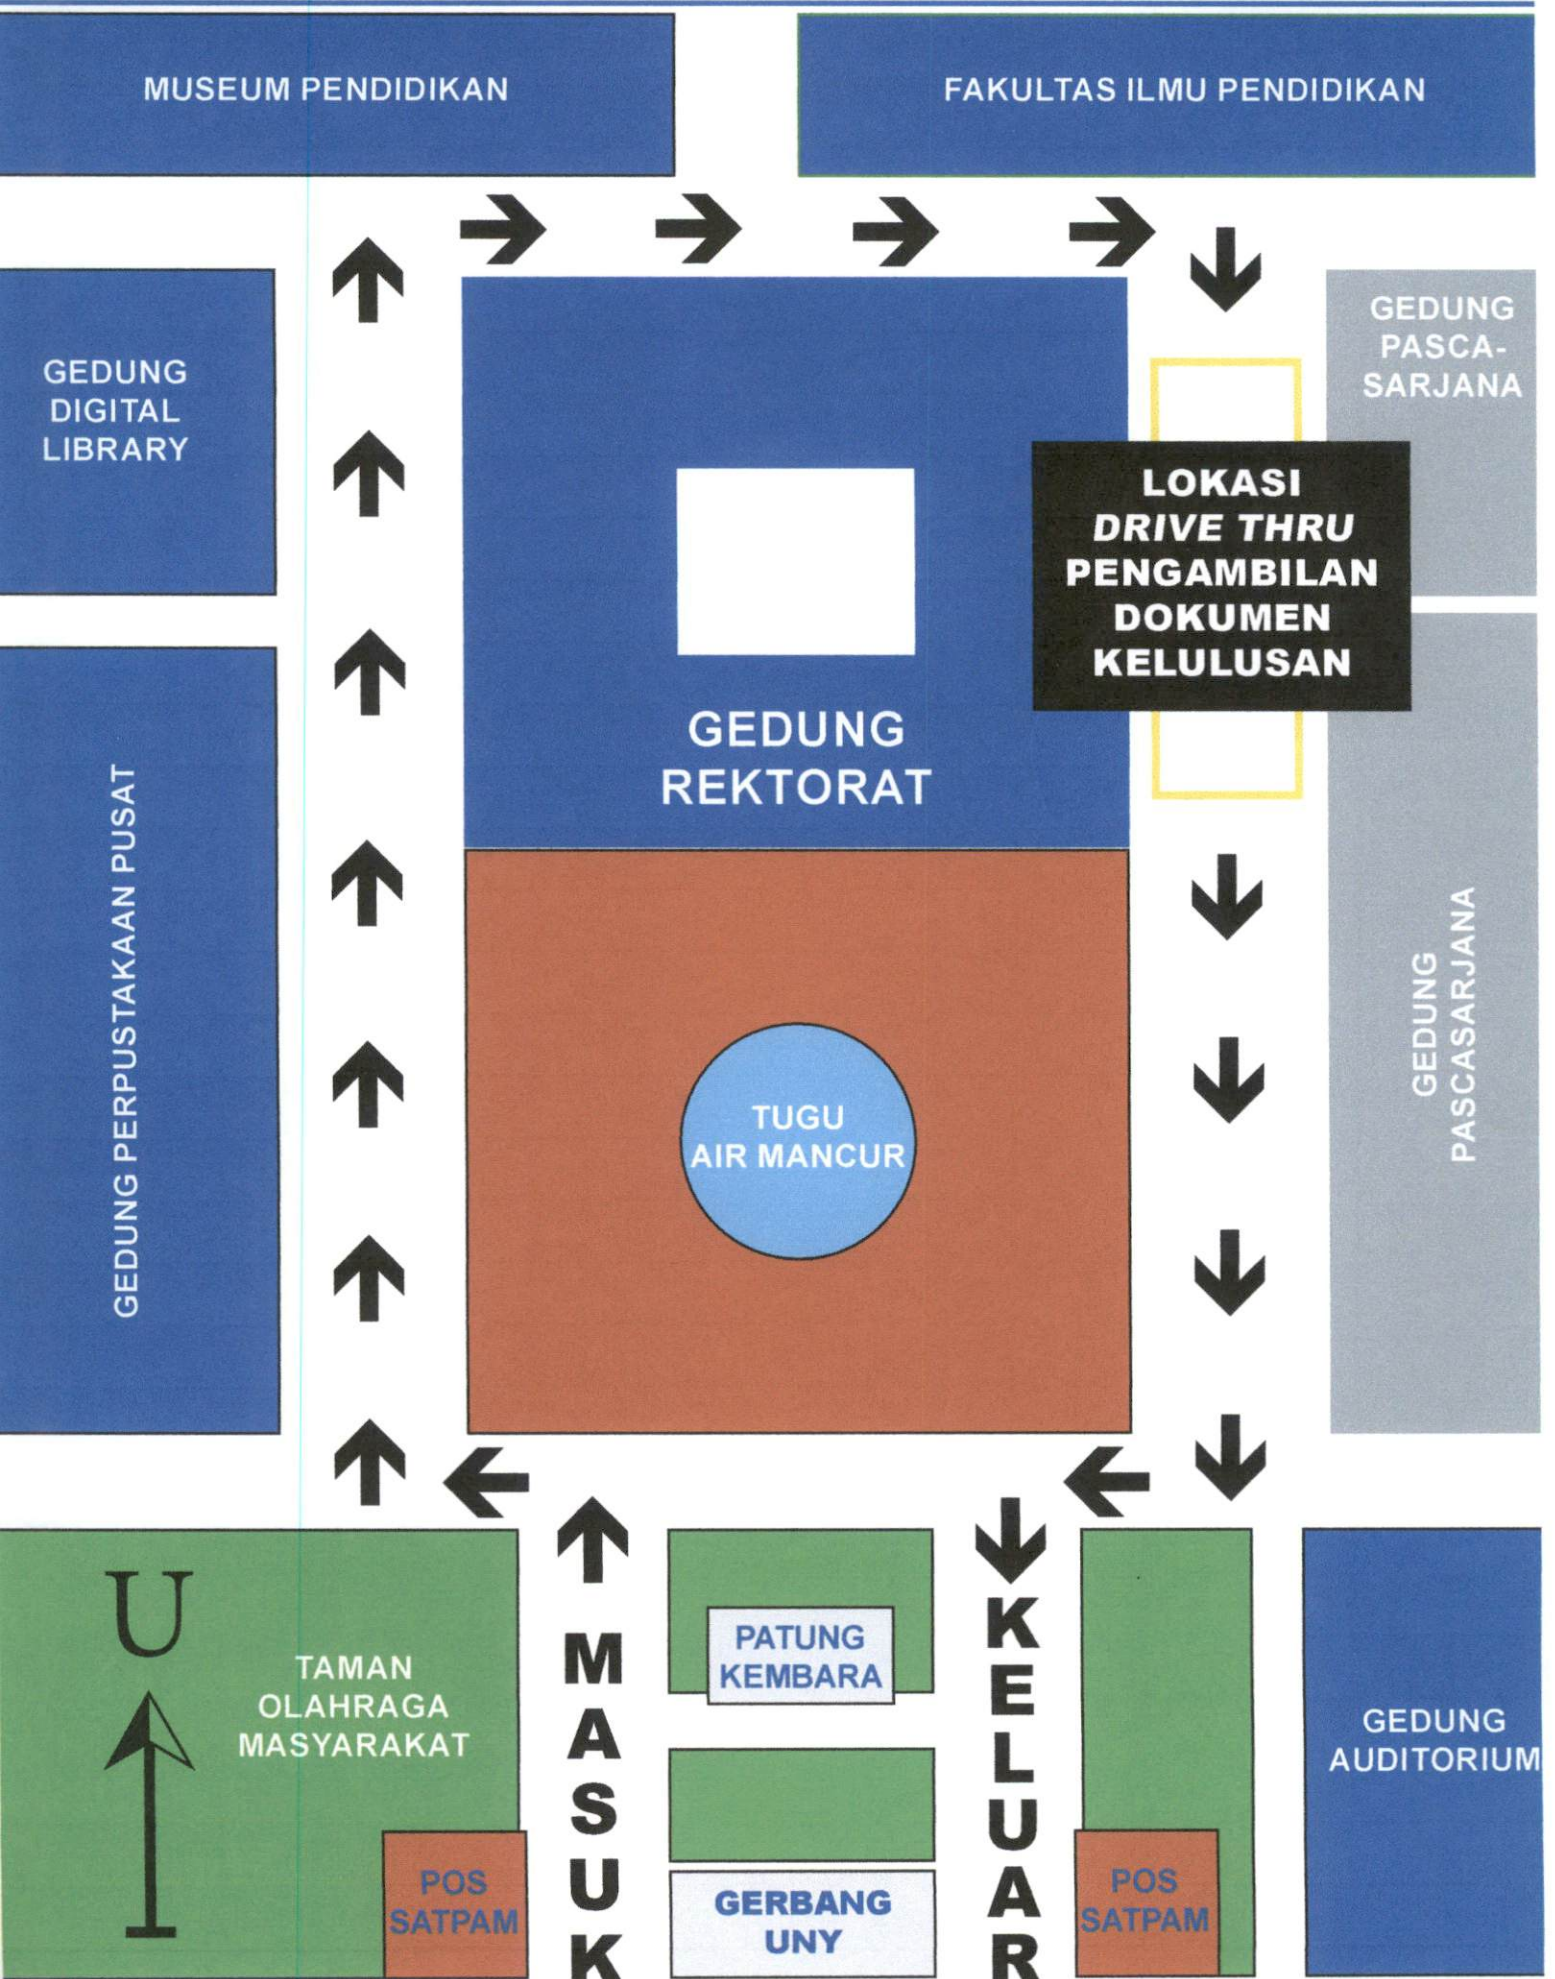 MUSEUM PENDIDIKAN
FAKULTAS ILMU PENDIDIKAN
GEDUNG
DIGITAL
LIBRARY
GEDUNG
PASCA-
SARJANA
LOKASI
DRIVE THRU
PENGAMBILAN
DOKUMEN
KELULUSAN
GEDUNG
REKTORAT
GEDUNG PERPUSTAKAAN PUSAT
GEDUNG
PASCASARJANA
TUGU
AIR MANCUR
U
TAMAN
OLAHRAGA
MASYARAKAT
POS
SATPAM
MASUK
PATUNG
KEMBARA
GERBANG
UNY
KELUAR
POS
SATPAM
GEDUNG
AUDITORIUM